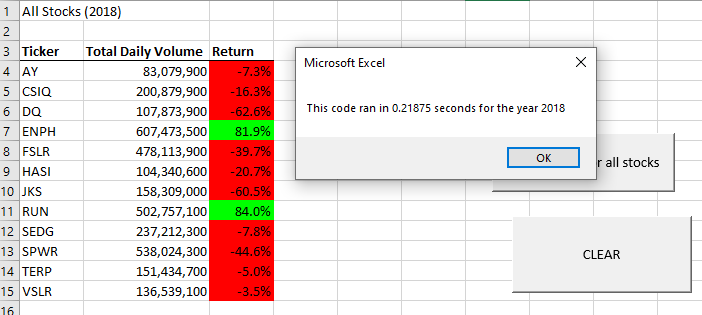 1 All Stocks (2018)
2
3 Ticker Total Daily Volume Return
4 AY 83,079,900 -7.3%
5 CSIQ 200,879,900 -16.3%
6 DQ 107,873,900 -62.6%
7 ENPH 607,473,500 81.9%
8 FSLR 478,113,900 -39.7%
9 HASI 104,340,600 -20.7%
10 JKS 158,309,000 -60.5%
11 RUN 502,757,100 84.0%
12 SEDG 237,212,300 -7.8%
13 SPWR 538,024,300 -44.6%
14 TERP 151,434,700 -5.0%
15 VSLR 136,539,100 -3.5%
16
Microsoft Excel
This code ran in 0.21875 seconds for the year 2018
OK
all stocks
CLEAR